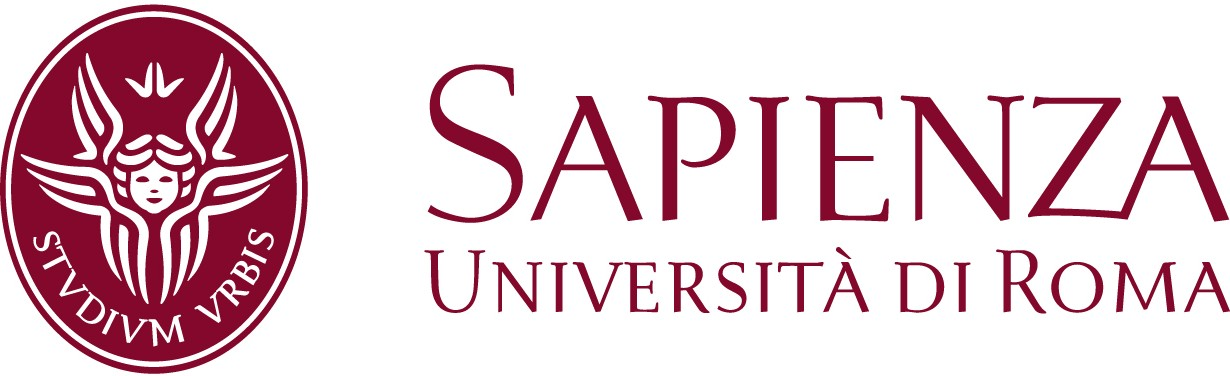 STVDIVM VRBIS
SAPIENZA
UNIVERSITÀ DI ROMA